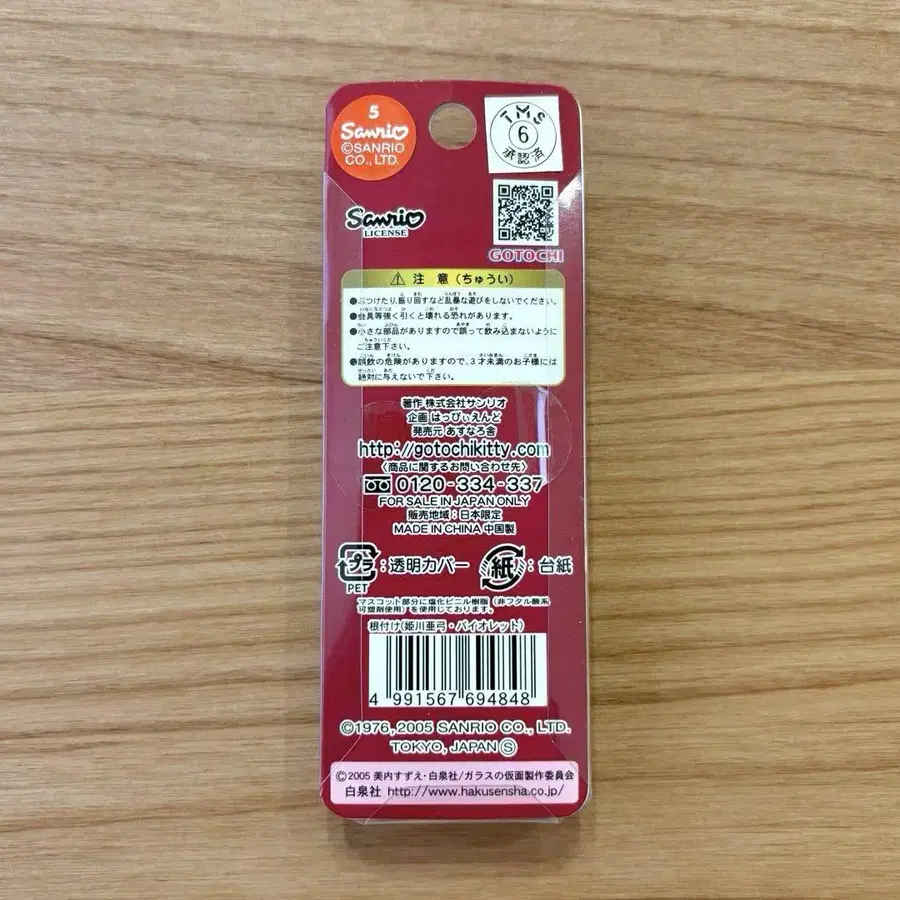 5
Sanrio
©SANRIO
CO., LTD.
TMS
6
承認済
Sanrio
LICENSE
GOTOCHI
注 意 (ちゅうい)
●ぶつけたり、振り回すなど乱暴な遊びをしないでください。
●金具等強く引くと壊れる恐れがあります。
●小さな部品がありますので誤って飲み込まないように
ご注意下さい。
●誤飲の危険がありますので、3才未満のお子様には
絶対に与えないで下さい。
著作 株式会社サンリオ
企画 はっぴぃえんど
発売元 あすなろ舎
http://gotochikitty.com
〈商品に関するお問い合わせ先〉
0120-334-337
FOR SALE IN JAPAN ONLY
販売地域:日本限定
MADE IN CHINA 中国製
プラ:透明カバー 紙:台紙
PET
マスコット部分に塩化ビニル樹脂(非フタル酸系
可塑剤使用)を使用しております。
根付け(姫川亜弓・バイオレット)
4 991567 694848
©1976, 2005 SANRIO CO., LTD.
TOKYO, JAPAN Ⓢ
©2005 美内すずえ・白泉社/ガラスの仮面製作委員会
白泉社 http://www.hakusensha.co.jp/